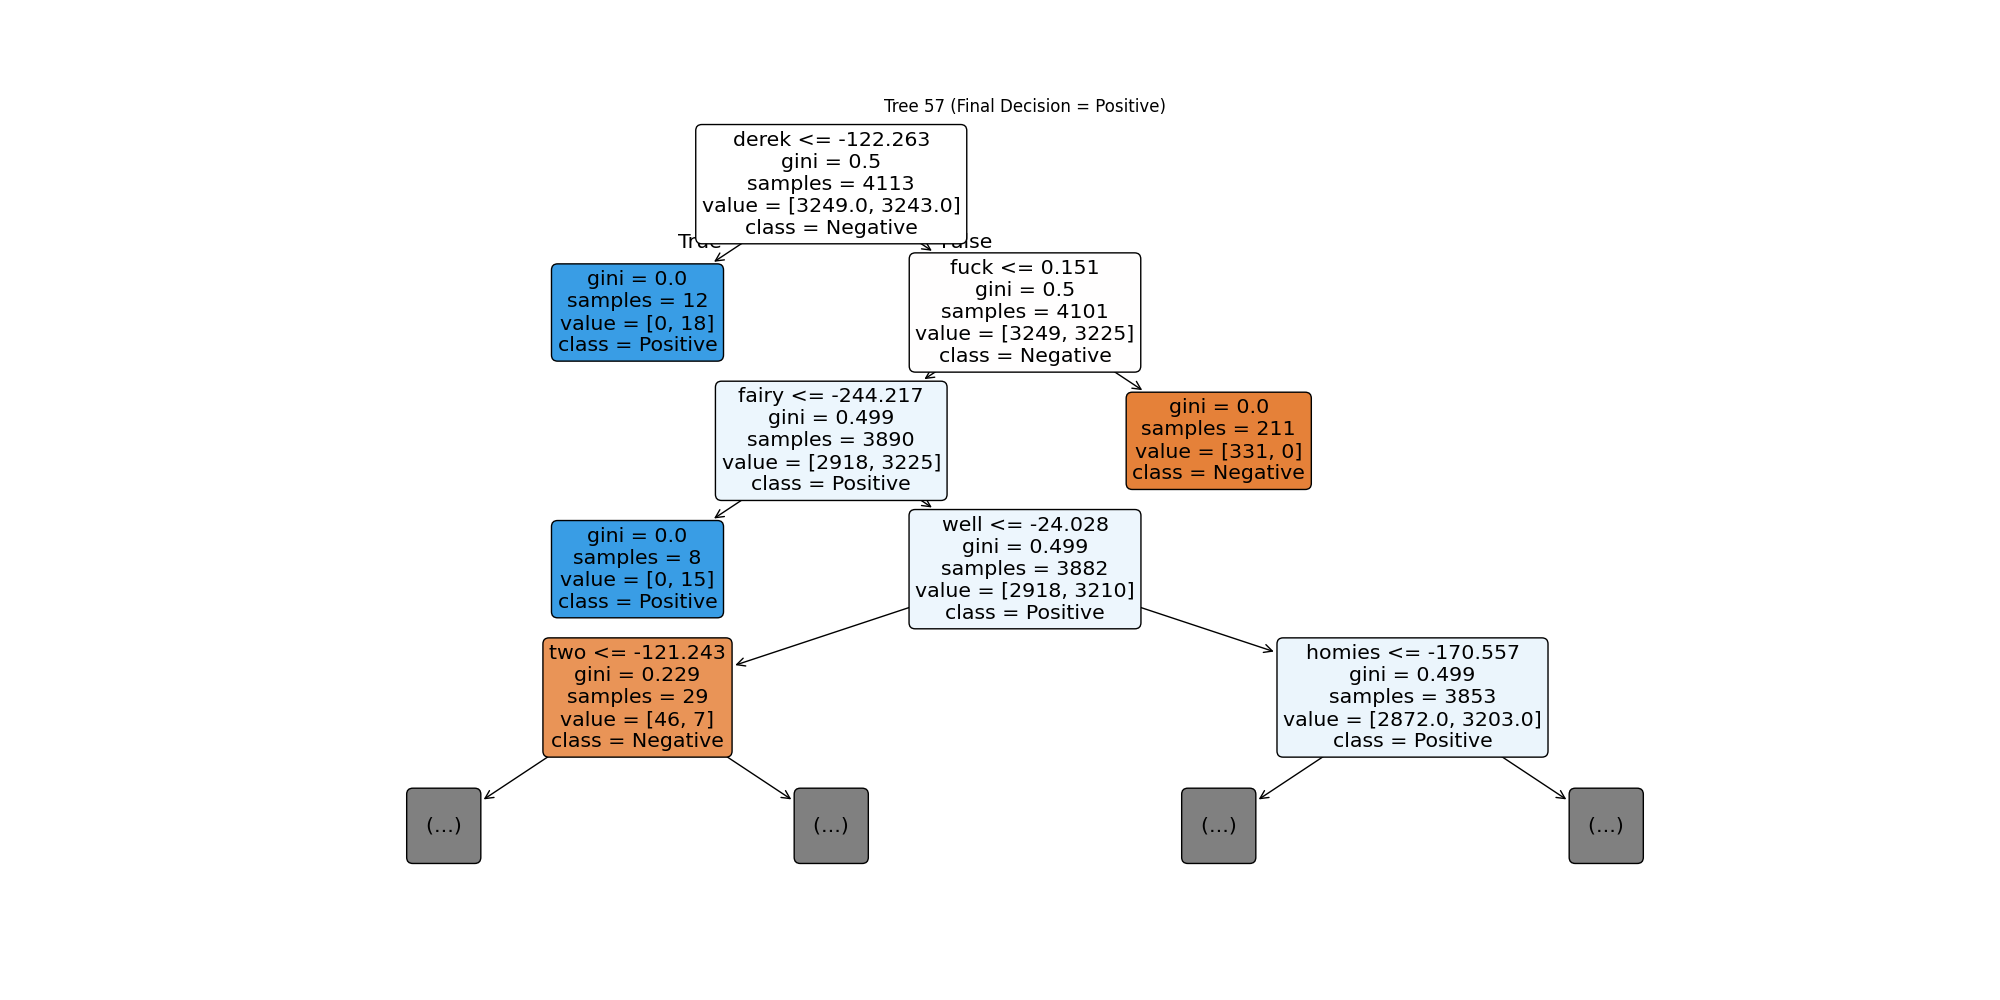 Tree 57 (Final Decision = Positive)
derek <= -122.263
gini = 0.5
samples = 4113
value = [3249.0, 3243.0]
class = Negative
True
False
gini = 0.0
samples = 12
value = [0, 18]
class = Positive
fuck <= 0.151
gini = 0.5
samples = 4101
value = [3249, 3225]
class = Negative
fairy <= -244.217
gini = 0.499
samples = 3890
value = [2918, 3225]
class = Positive
gini = 0.0
samples = 211
value = [331, 0]
class = Negative
gini = 0.0
samples = 8
value = [0, 15]
class = Positive
well <= -24.028
gini = 0.499
samples = 3882
value = [2918, 3210]
class = Positive
two <= -121.243
gini = 0.229
samples = 29
value = [46, 7]
class = Negative
homies <= -170.557
gini = 0.499
samples = 3853
value = [2872.0, 3203.0]
class = Positive
(...)
(...)
(...)
(...)